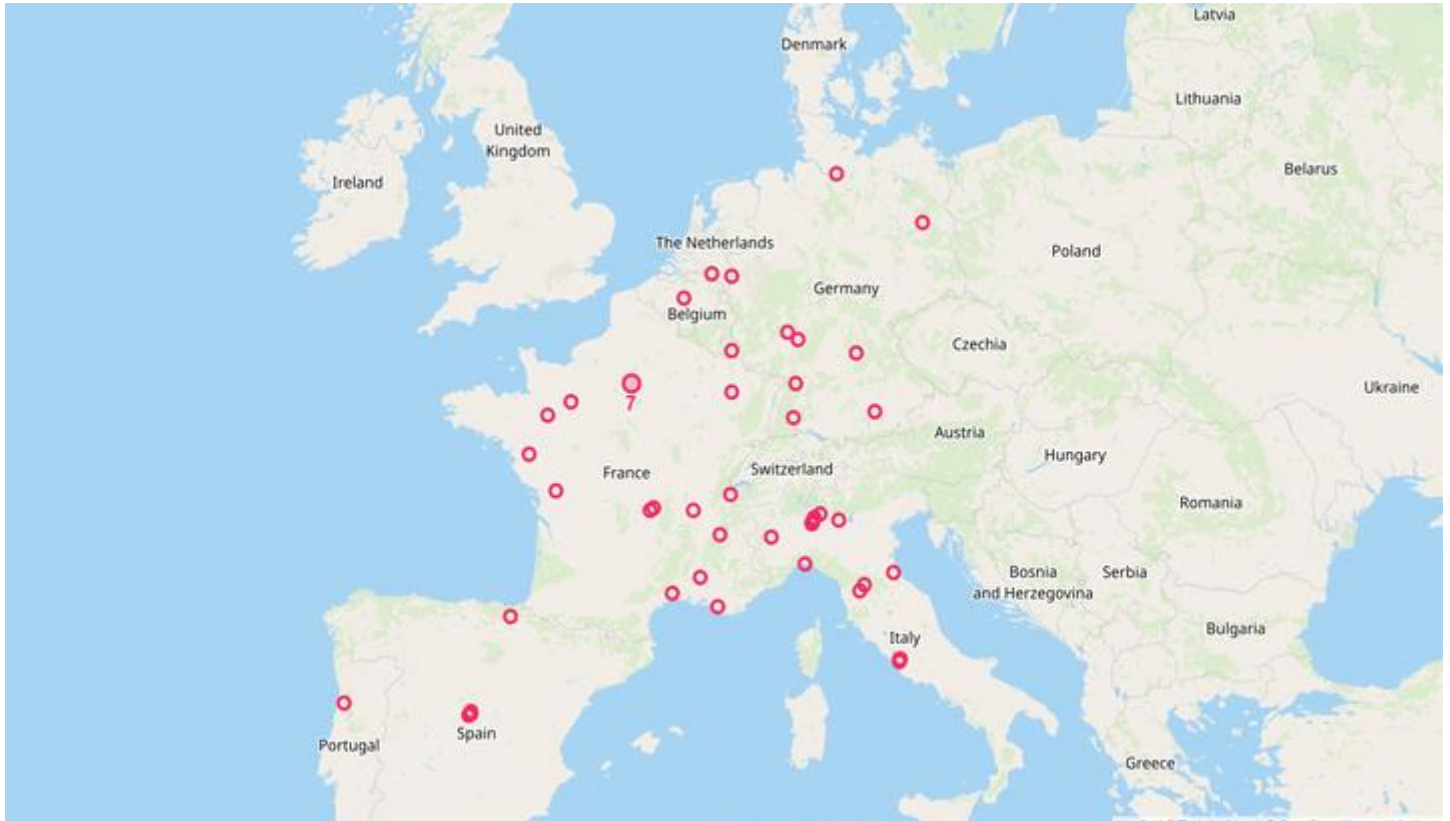 Latvia
Denmark
Lithuania
United
Kingdom
Belarus
Ireland
The Netherlands
Poland
Germany
Belgium
Czechia
Ukraine
7
Austria
Hungary
France
Switzerland
Romania
Bosnia
and Herzegovina
Serbia
Bulgaria
Italy
Spain
Portugal
Greece